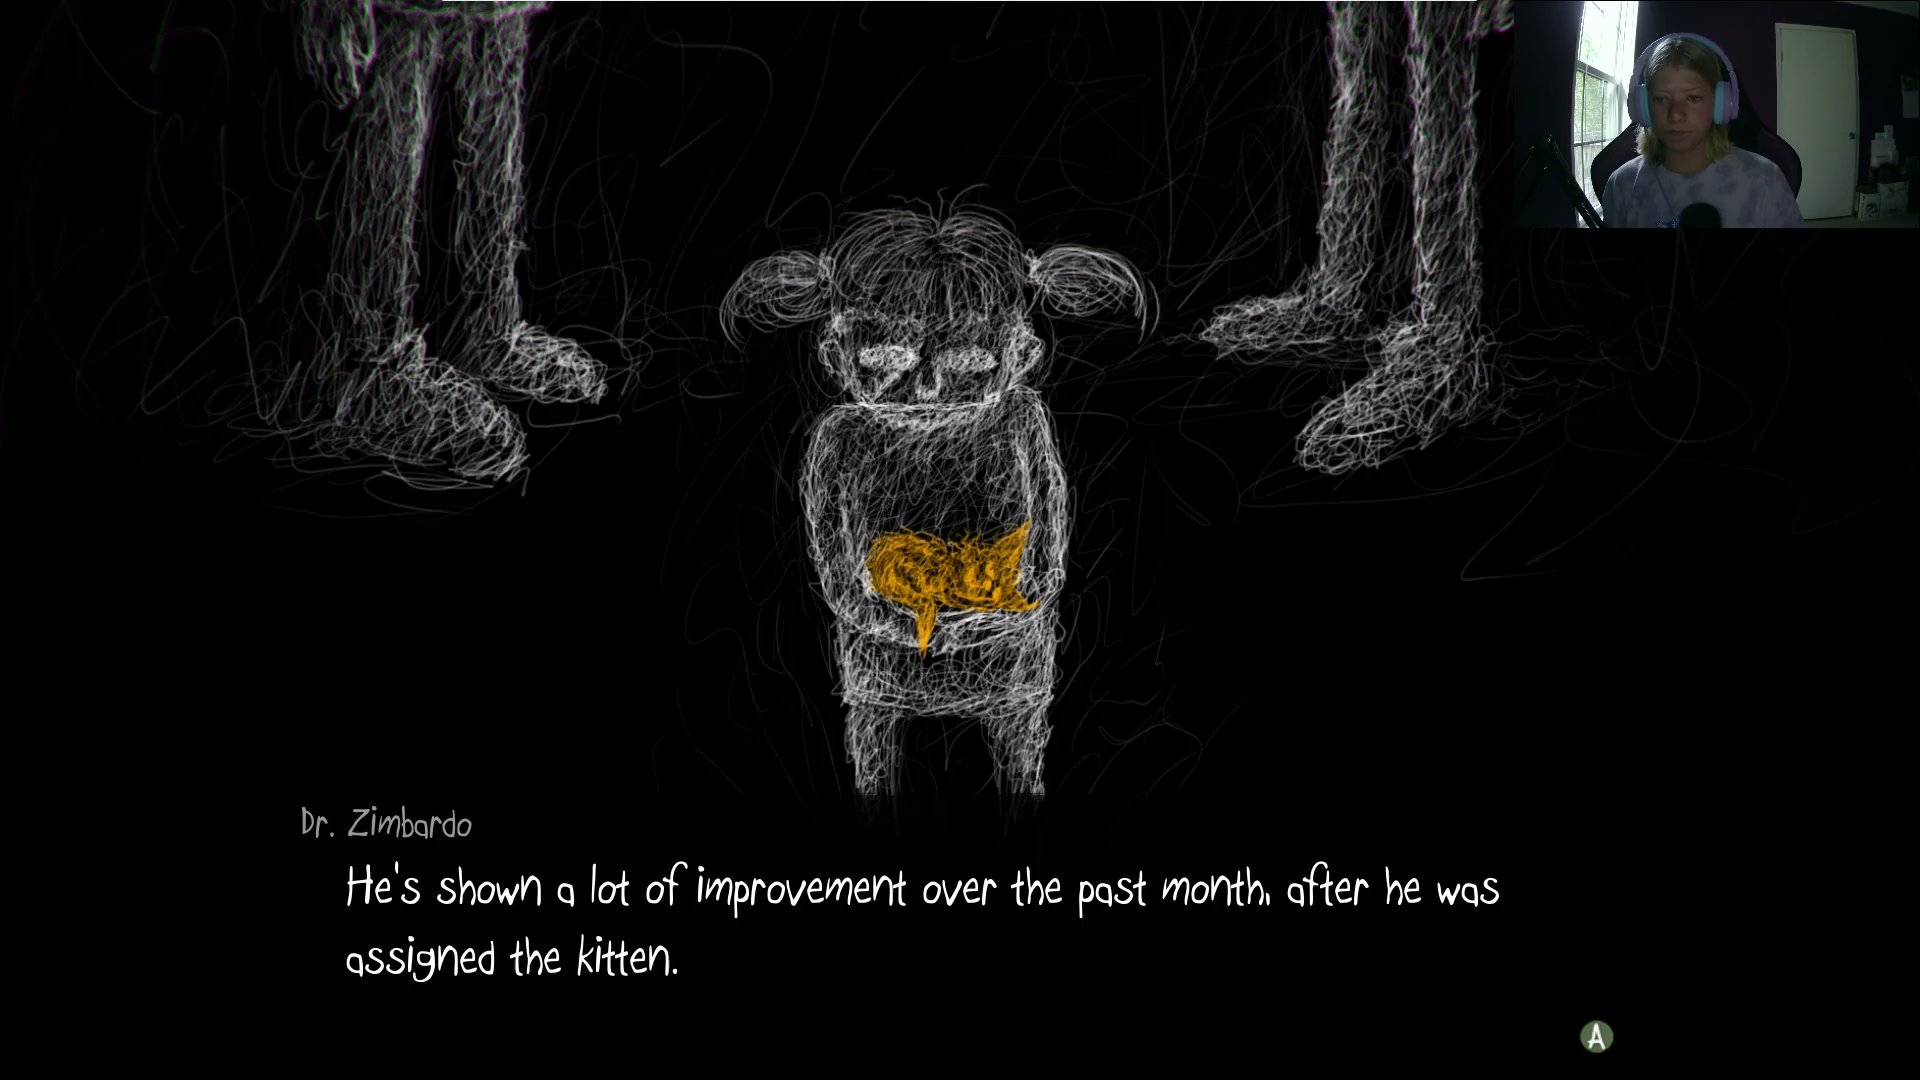 Dr. Zimbardo
He's shown a lot of improvement over the past month, after he was
assigned the kitten.
A